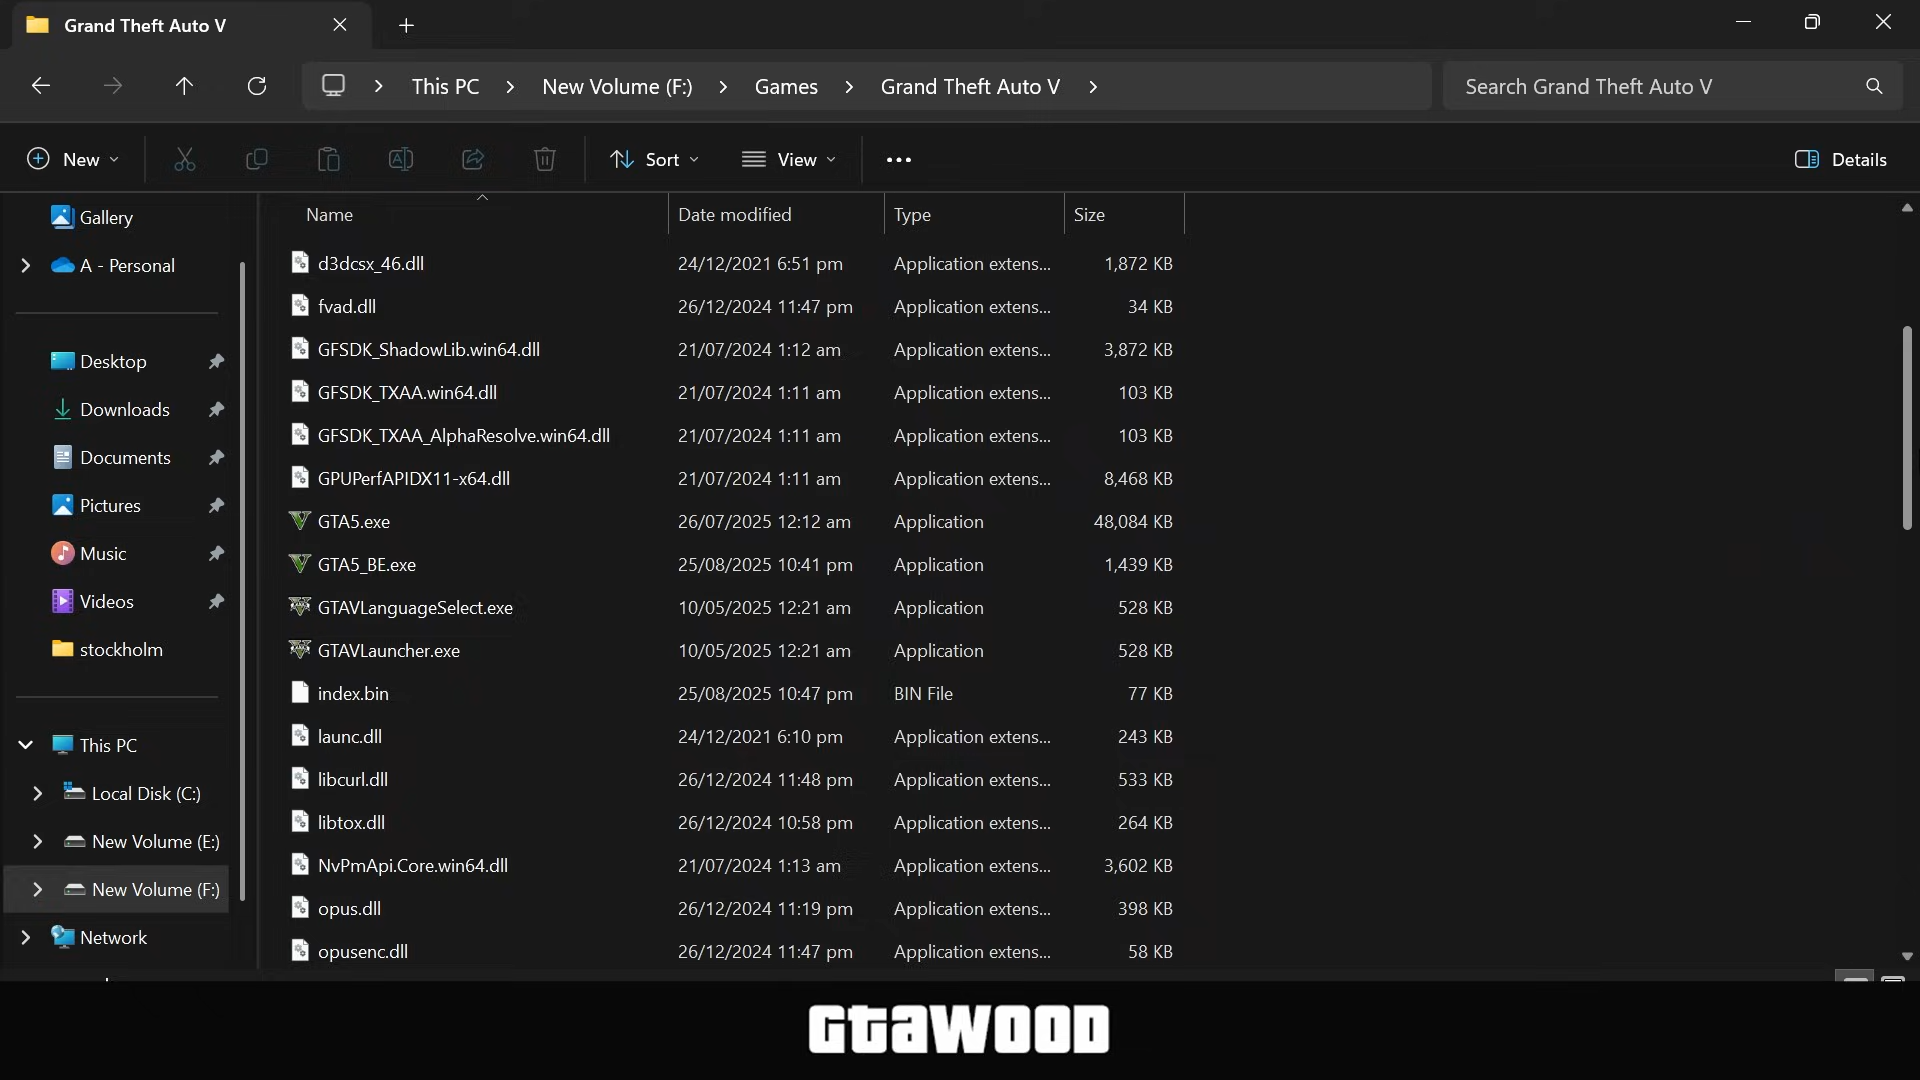 Grand Theft Auto V
This PC > New Volume (F:) > Games > Grand Theft Auto V >
Search Grand Theft Auto V
New
Sort
View
Details
Gallery
A - Personal
Desktop
Downloads
Documents
Pictures
Music
Videos
stockholm
This PC
Local Disk (C:)
New Volume (E:)
New Volume (F:)
Network
Name Date modified Type Size
d3dcsx_46.dll 24/12/2021 6:51 pm Application extens... 1,872 KB
fvad.dll 26/12/2024 11:47 pm Application extens... 34 KB
GFSDK_ShadowLib.win64.dll 21/07/2024 1:12 am Application extens... 3,872 KB
GFSDK_TXAA.win64.dll 21/07/2024 1:11 am Application extens... 103 KB
GFSDK_TXAA_AlphaResolve.win64.dll 21/07/2024 1:11 am Application extens... 103 KB
GPUPerfAPIDX11-x64.dll 21/07/2024 1:11 am Application extens... 8,468 KB
GTA5.exe 26/07/2025 12:12 am Application 48,084 KB
GTA5_BE.exe 25/08/2025 10:41 pm Application 1,439 KB
GTAVLanguageSelect.exe 10/05/2025 12:21 am Application 528 KB
GTAVLauncher.exe 10/05/2025 12:21 am Application 528 KB
index.bin 25/08/2025 10:47 pm BIN File 77 KB
launc.dll 24/12/2021 6:10 pm Application extens... 243 KB
libcurl.dll 26/12/2024 11:48 pm Application extens... 533 KB
libtox.dll 26/12/2024 10:58 pm Application extens... 264 KB
NvPmApi.Core.win64.dll 21/07/2024 1:13 am Application extens... 3,602 KB
opus.dll 26/12/2024 11:19 pm Application extens... 398 KB
opusenc.dll 26/12/2024 11:47 pm Application extens... 58 KB
GtaWOOD